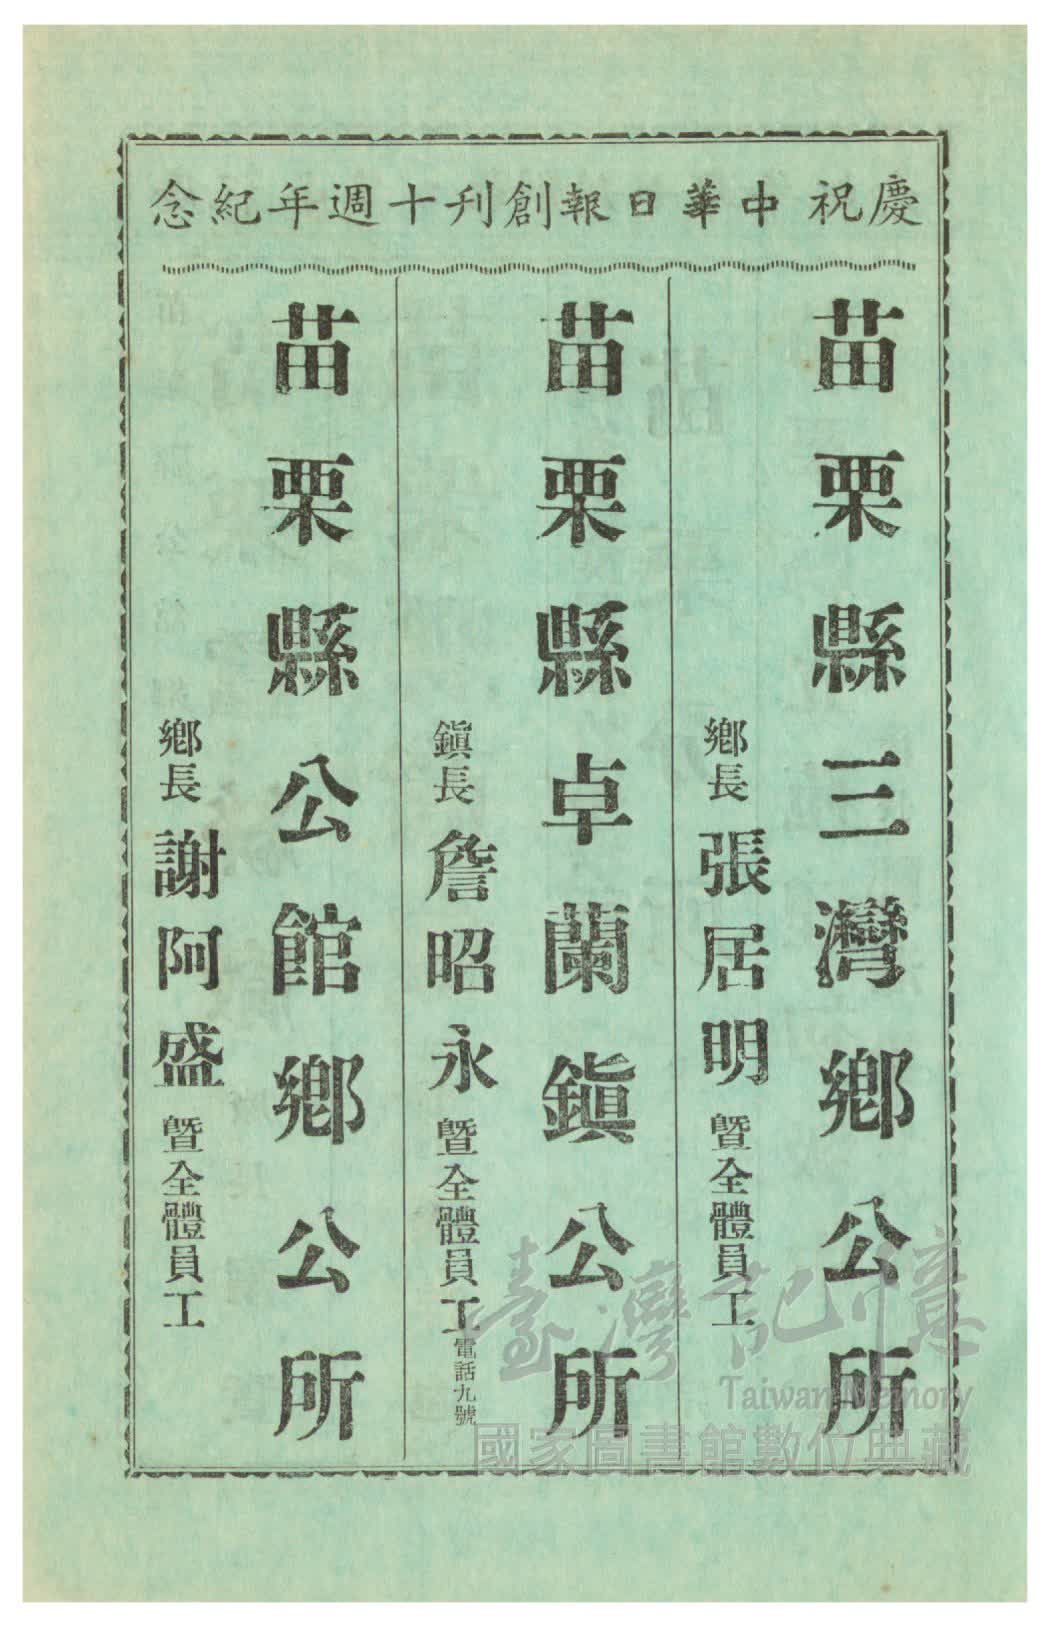 慶祝中華日報創刊十週年紀念
苗栗縣三灣鄉公所
鄉長 張居明 暨全體員工
苗栗縣卓蘭鎮公所
鎮長 詹昭永 暨全體員工 電話九號
苗栗縣公館鄉公所
鄉長 謝阿盛 暨全體員工
臺灣記憶
Taiwan Memory
國家圖書館數位典藏